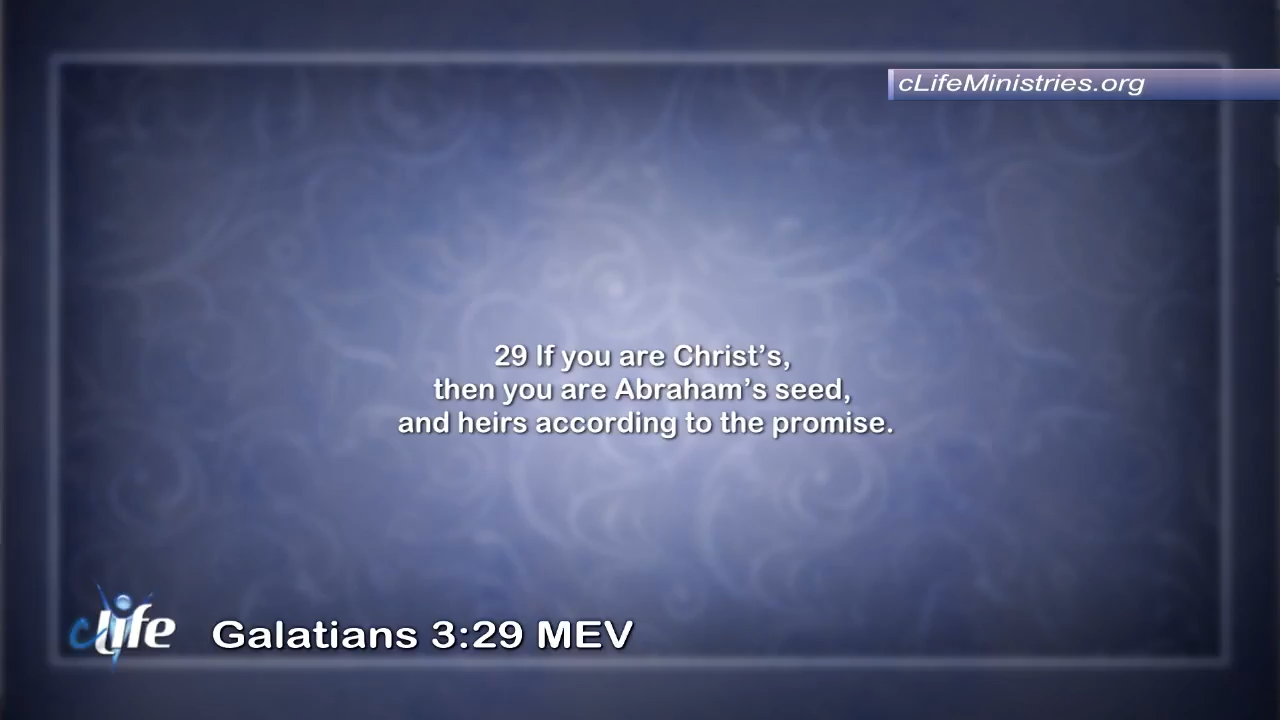 cLifeMinistries.org
29 If you are Christ’s,
then you are Abraham’s seed,
and heirs according to the promise.
cLife
Galatians 3:29 MEV